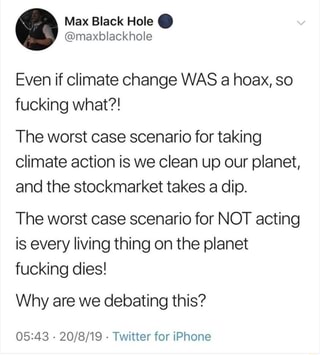 Max Black Hole
@maxblackhole
Even if climate change WAS a hoax, so
fucking what?!
The worst case scenario for taking
climate action is we clean up our planet,
and the stockmarket takes a dip.
The worst case scenario for NOT acting
is every living thing on the planet
fucking dies!
Why are we debating this?
05:43 · 20/8/19 · Twitter for iPhone